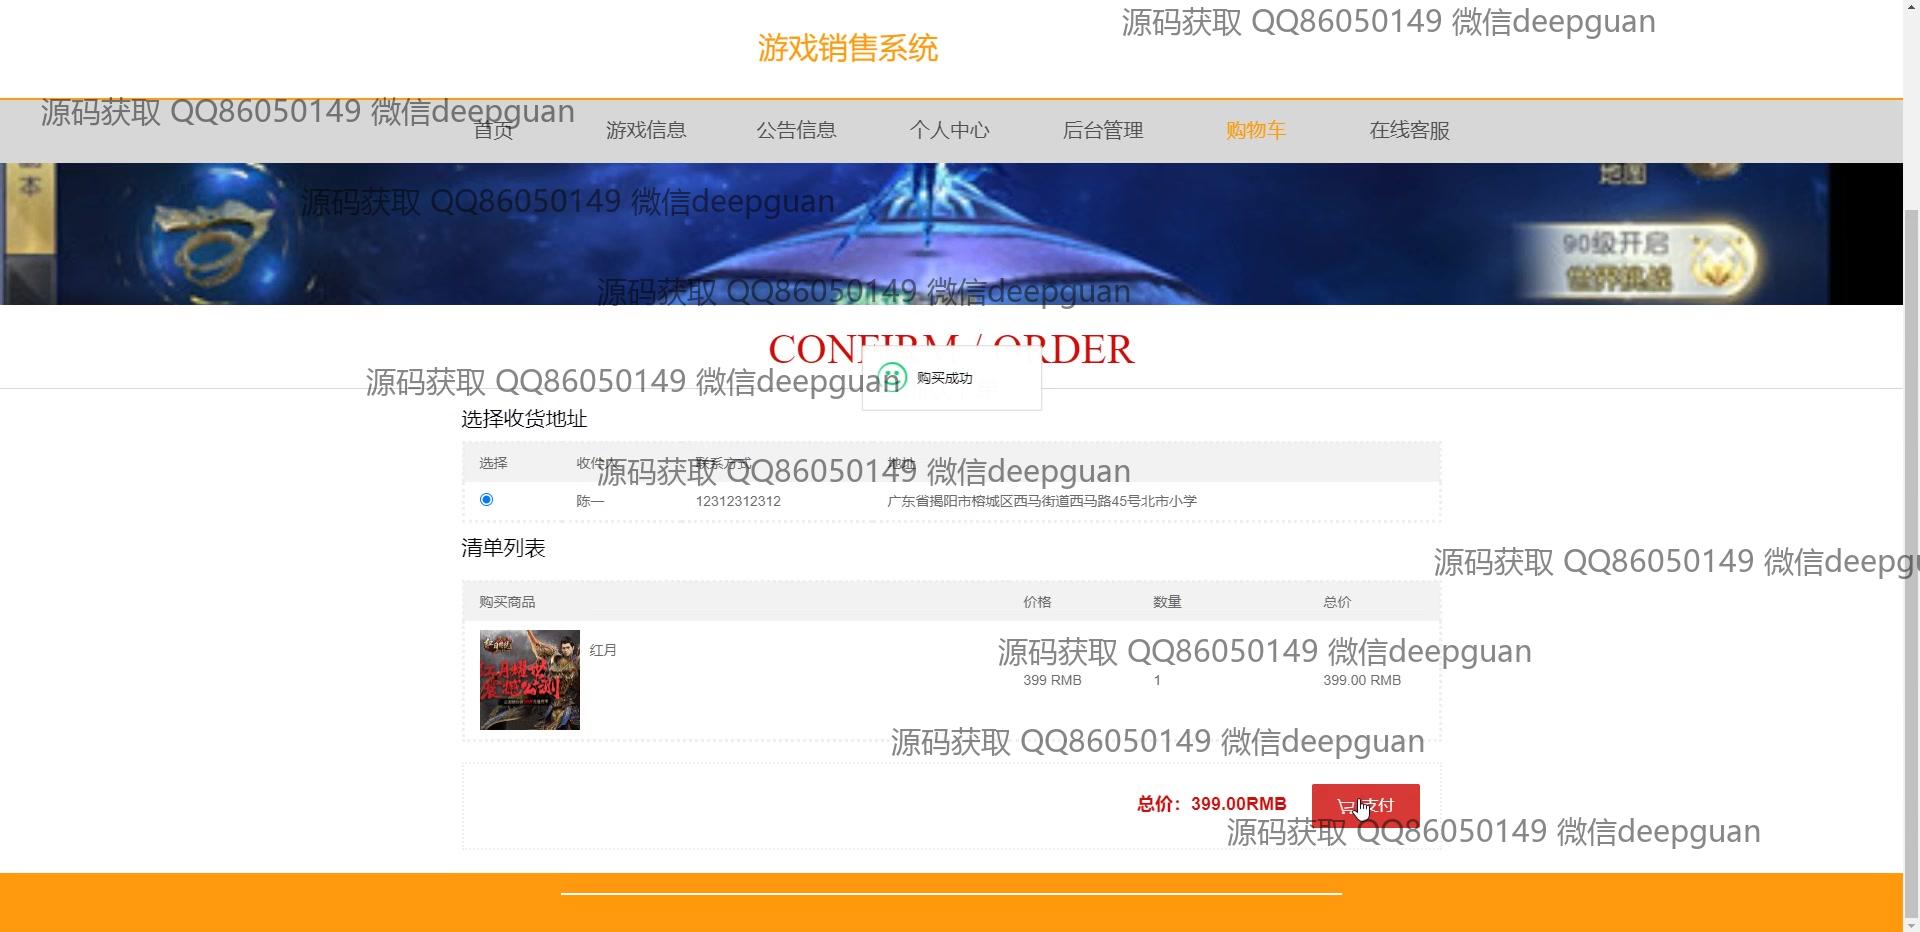 源码获取 QQ86050149 微信deepguan
游戏销售系统
源码获取 QQ86050149 微信deepguan
首页 游戏信息 公告信息 个人中心 后台管理 购物车 在线客服
本
地图
源码获取 QQ86050149 微信deepguan
90级开启
世界挑战
源码获取 QQ86050149 微信deepguan
CONFIRM / ORDER
购买成功
源码获取 QQ86050149 微信deepguan
选择收货地址
选择 收件人 联系方式 地址
源码获取 QQ86050149 微信deepguan
陈一 12312312312 广东省揭阳市榕城区西马街道西马路45号北市小学
清单列表
源码获取 QQ86050149 微信deepgu
购买商品 价格 数量 总价
红月
源码获取 QQ86050149 微信deepguan
399 RMB 1 399.00 RMB
源码获取 QQ86050149 微信deepguan
总价：399.00RMB 支付
源码获取 QQ86050149 微信deepguan